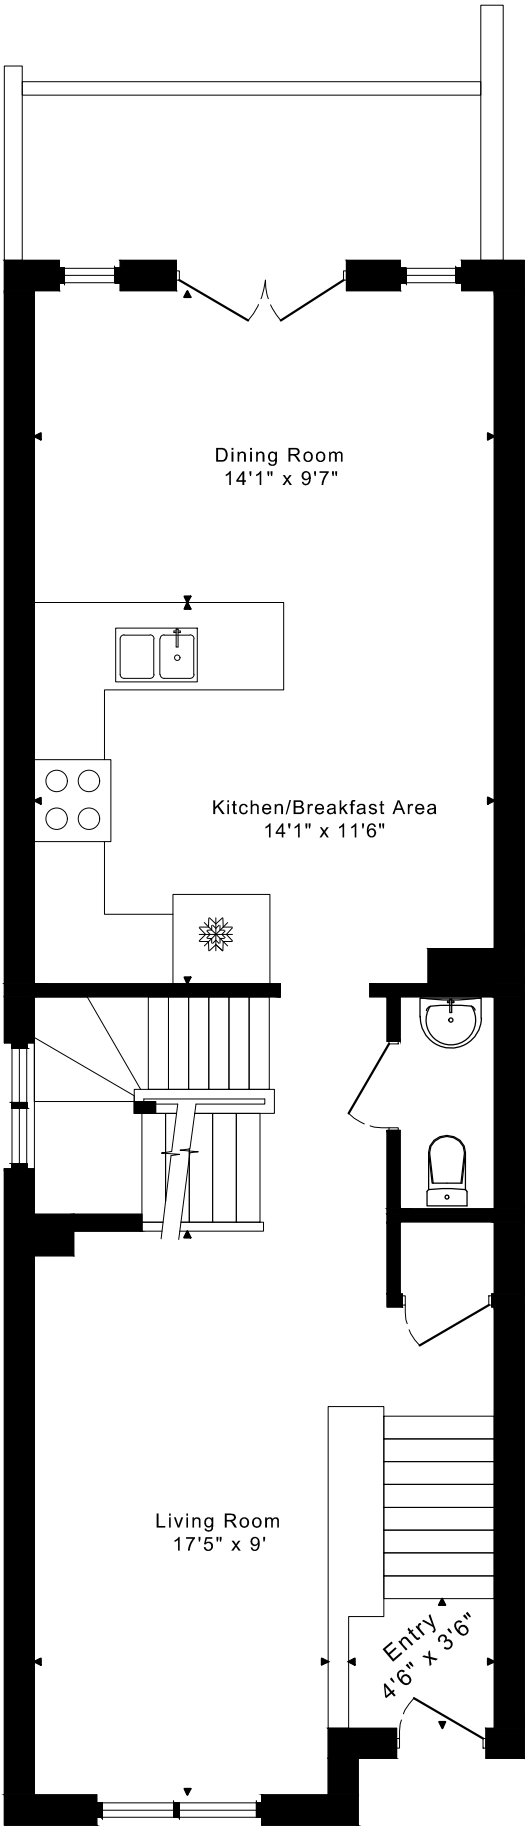 Dining Room
14'1" x 9'7"
Kitchen/Breakfast Area
14'1" x 11'6"
Living Room
17'5" x 9'
Entry
4'6" x 3'6"